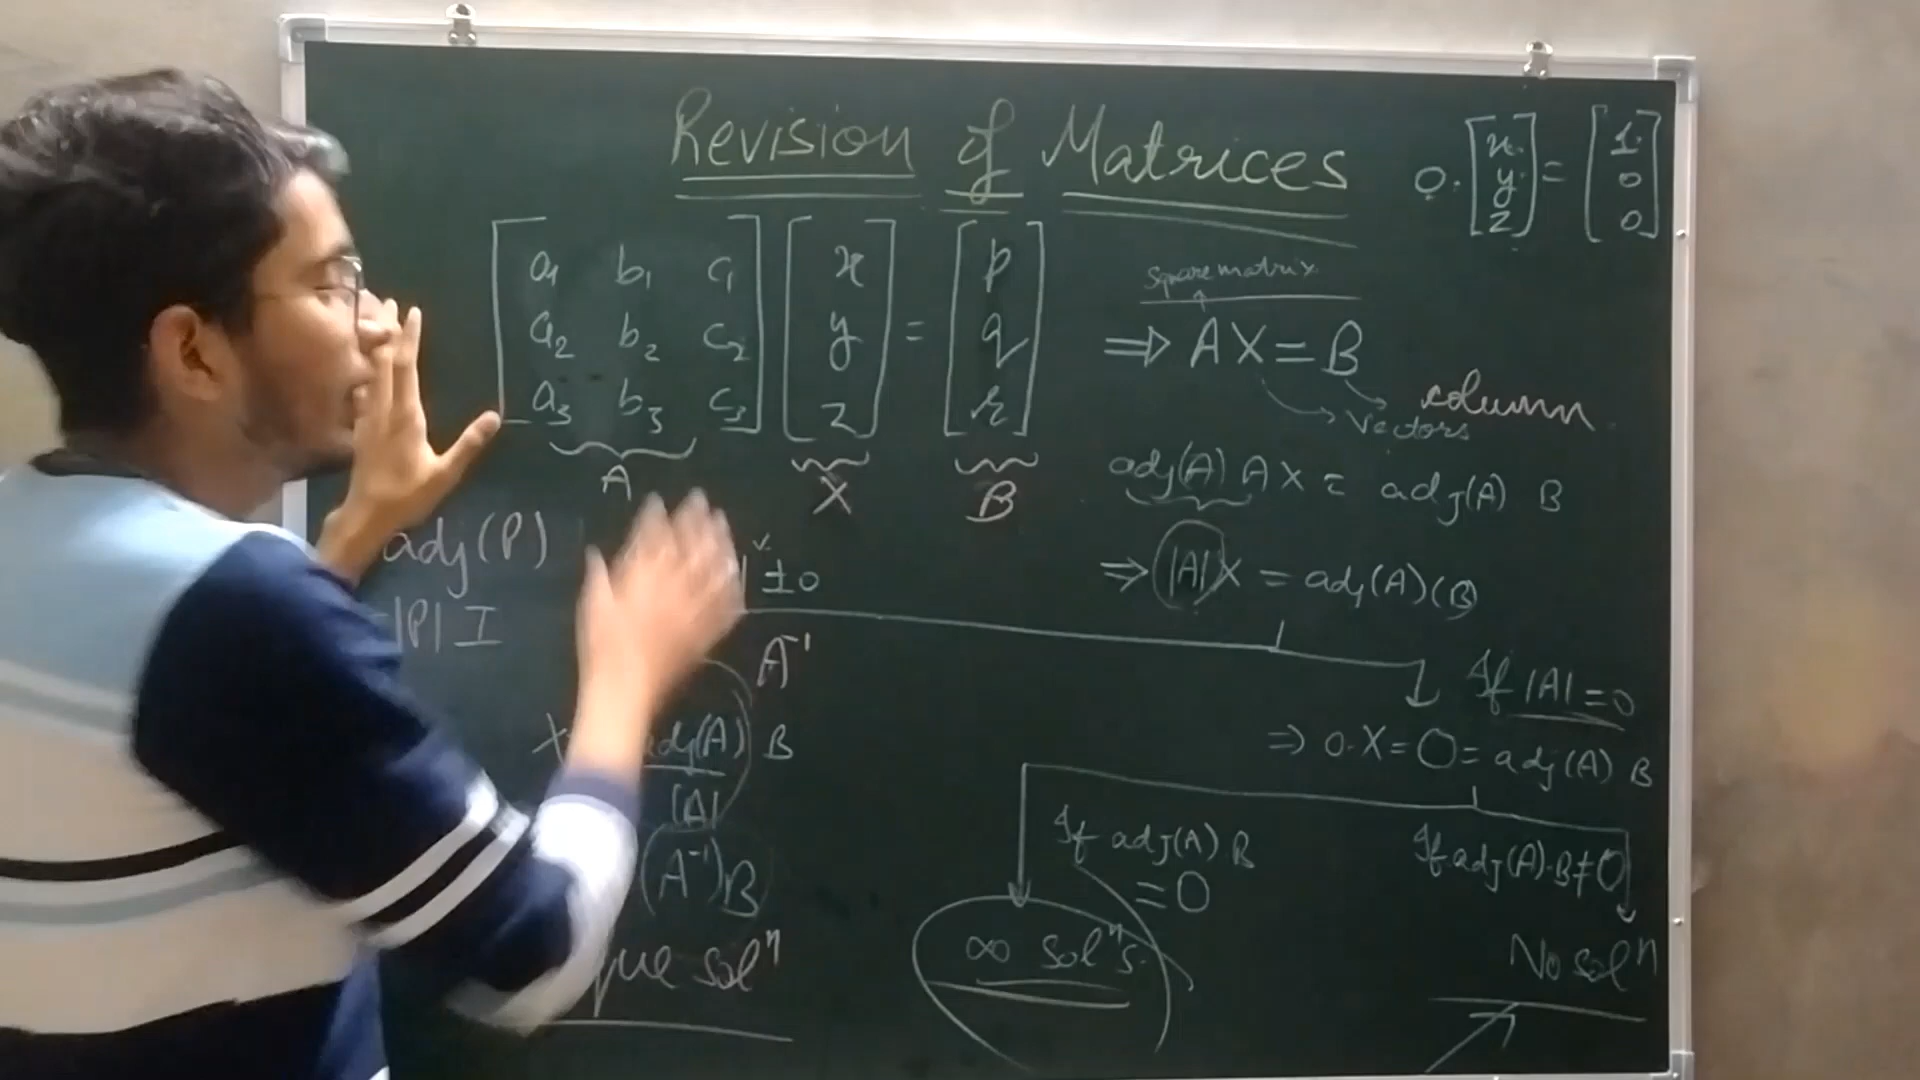 Revision of Matrices
0. [x y z] = [1 0 0]
[a1 b1 c1] [x] [p]
[a2 b2 c2] [y] = [q]
[a3 b3 c3] [z] [r]
A X B
Square matrix
⇒ AX = B
column
Vectors
adj(A) A X = adj(A) B
⇒ |A| X = adj(A)(B)
adj(P)
|P| I
±0
A⁻¹
X adj(A) B
|A|
(A⁻¹)B
que solⁿ
If |A| = 0
⇒ 0.X = O = adj(A) B
If adj(A) B
= O
∞ solⁿs.
If adj(A).B ≠ O
No solⁿ